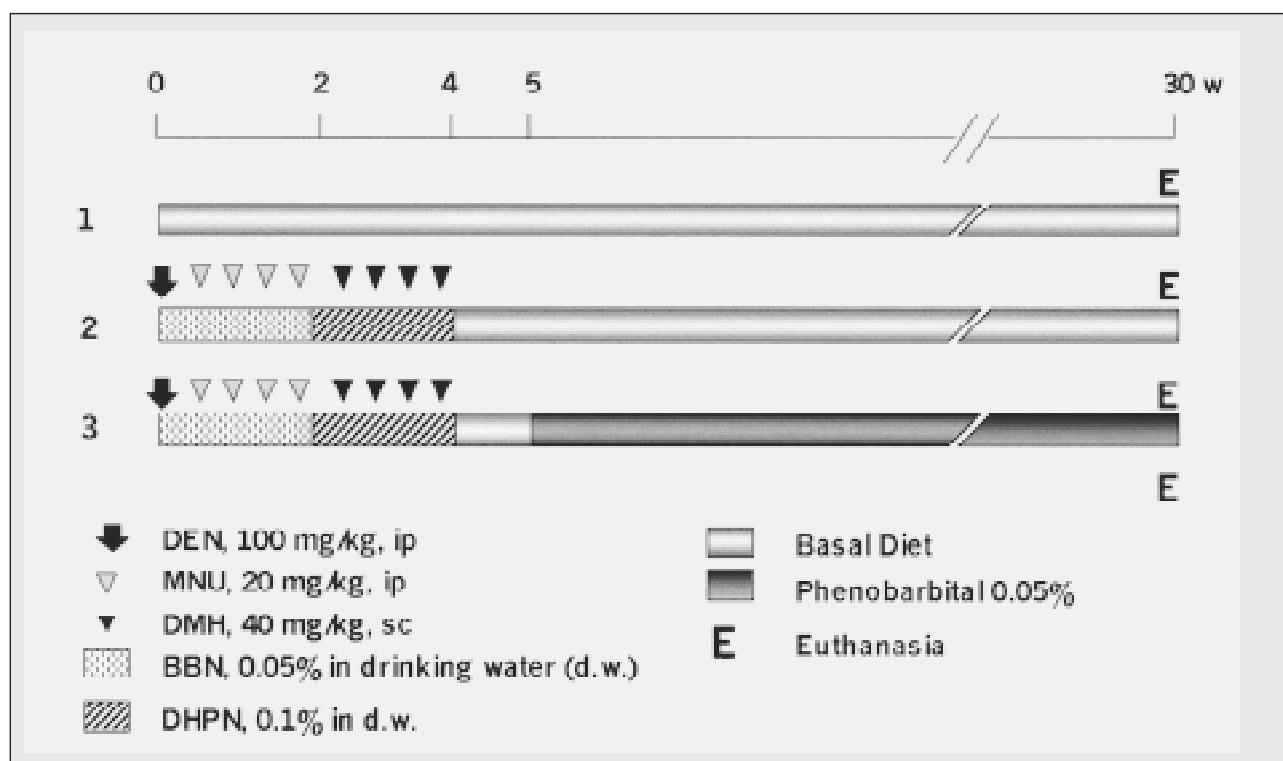 0 2 4 5 30 w
E
1
E
2
E
3
E
DEN, 100 mg/kg, ip
MNU, 20 mg/kg, ip
DMH, 40 mg/kg, sc
BBN, 0.05% in drinking water (d.w.)
DHPN, 0.1% in d.w.
Basal Diet
Phenobarbital 0.05%
E Euthanasia